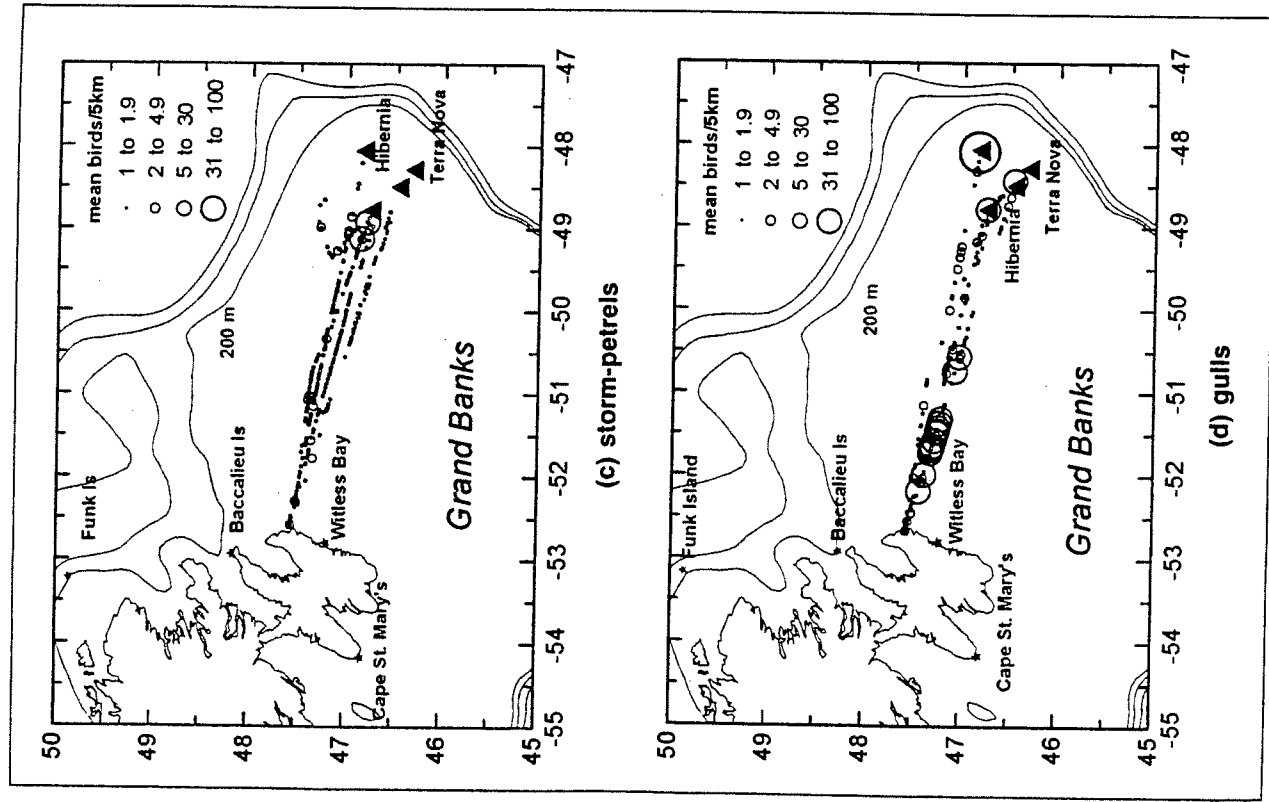 50
49
48
47
46
45
-55
-54
-53
-52
-51
-50
-49
-48
-47
mean birds/5km
1 to 1.9
2 to 4.9
5 to 30
31 to 100
Funk Is
Baccalieu Is
200 m
Witless Bay
Cape St. Mary's
Hibernia
Terra Nova
Grand Banks
(c) storm-petrels
50
49
48
47
46
45
-55
-54
-53
-52
-51
-50
-49
-48
-47
mean birds/5km
1 to 1.9
2 to 4.9
5 to 30
31 to 100
Funk Island
Baccalieu Is
200 m
Witless Bay
Cape St. Mary's
Hibernia
Terra Nova
Grand Banks
(d) gulls